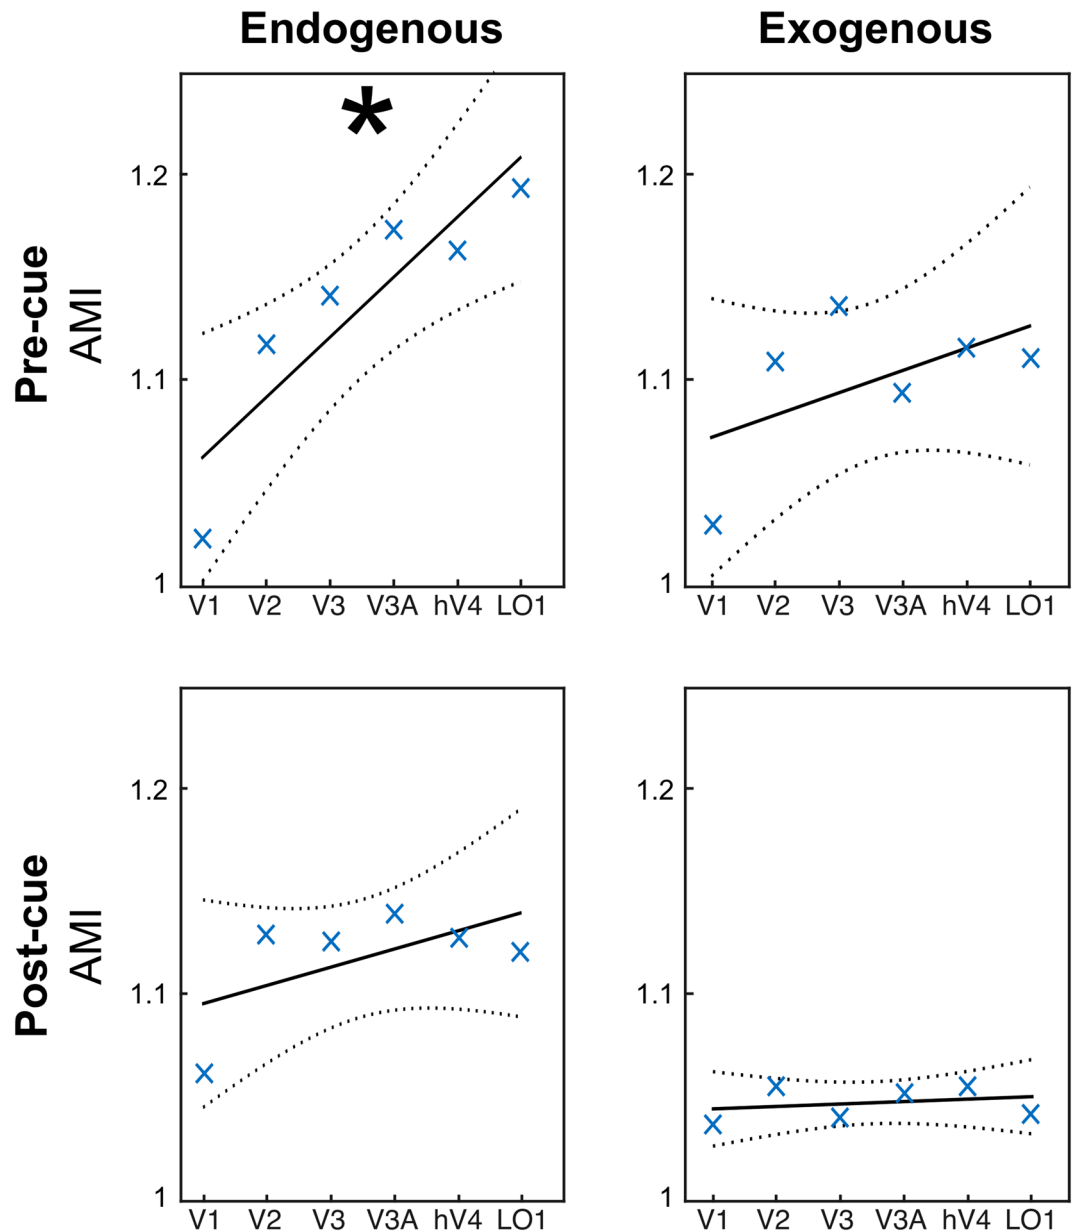 Endogenous
Exogenous
Pre-cue
AMI
*
1.2
1.1
1
V1 V2 V3 V3A hV4 LO1
1.2
1.1
1
V1 V2 V3 V3A hV4 LO1
Post-cue
AMI
1.2
1.1
1
V1 V2 V3 V3A hV4 LO1
1.2
1.1
1
V1 V2 V3 V3A hV4 LO1